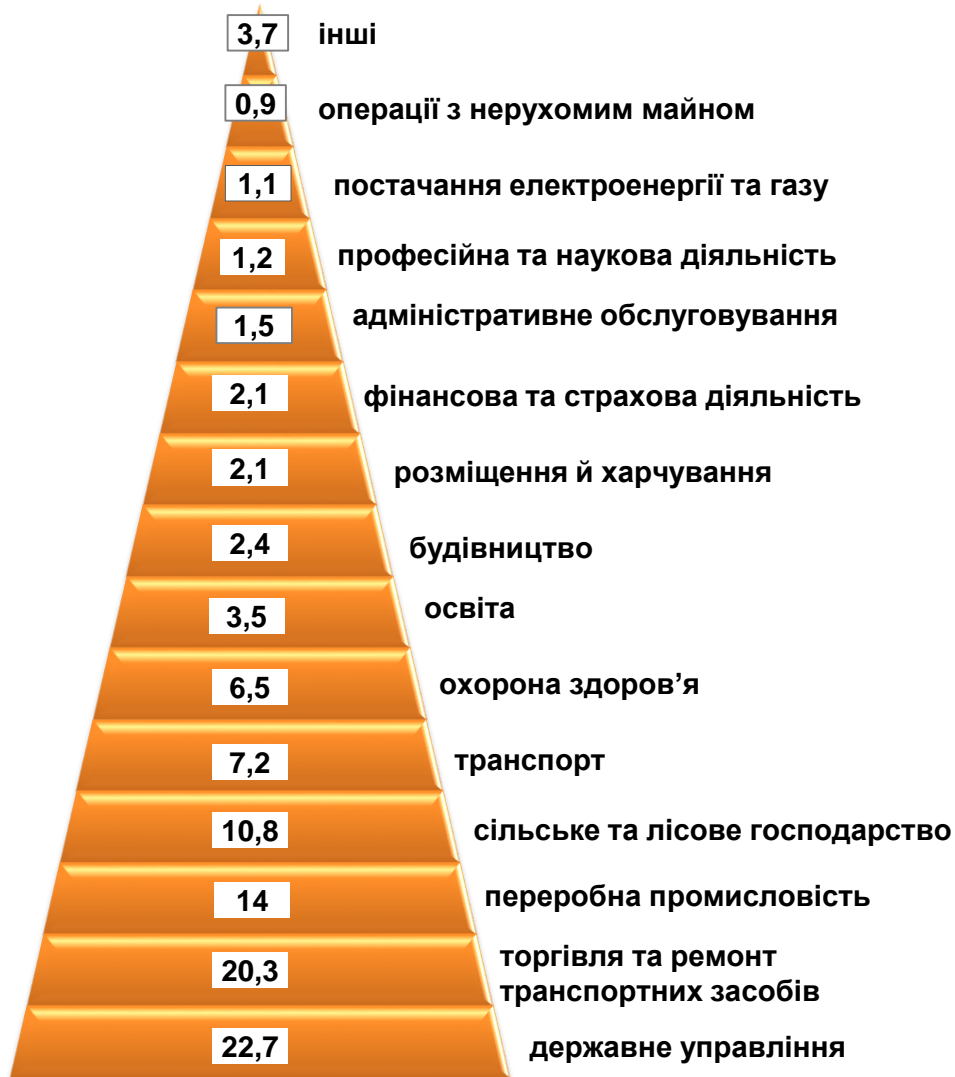 3,7 інші
0,9 операції з нерухомим майном
1,1 постачання електроенергії та газу
1,2 професійна та наукова діяльність
1,5 адміністративне обслуговування
2,1 фінансова та страхова діяльність
2,1 розміщення й харчування
2,4 будівництво
3,5 освіта
6,5 охорона здоров’я
7,2 транспорт
10,8 сільське та лісове господарство
14 переробна промисловість
20,3 торгівля та ремонт
транспортних засобів
22,7 державне управління